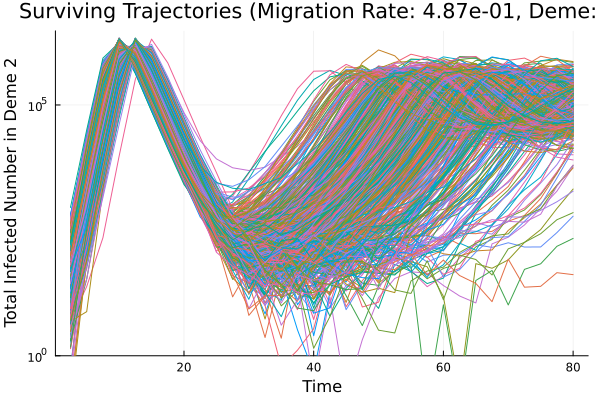 Surviving Trajectories (Migration Rate: 4.87e-01, Deme:
Total Infected Number in Deme 2
10⁵
10⁰
20
40
60
80
Time